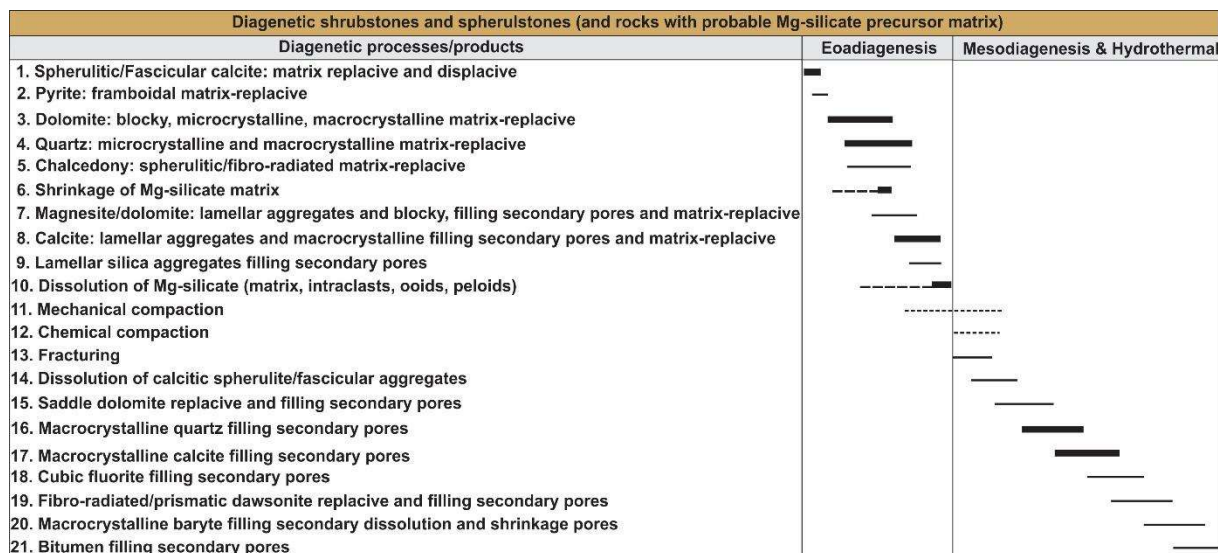 Diagenetic shrubstones and spherulstones (and rocks with probable Mg-silicate precursor matrix)
Diagenetic processes/products Eoadiagenesis Mesodiagenesis & Hydrothermal
1. Spherulitic/Fascicular calcite: matrix replacive and displacive
2. Pyrite: framboidal matrix-replacive
3. Dolomite: blocky, microcrystalline, macrocrystalline matrix-replacive
4. Quartz: microcrystalline and macrocrystalline matrix-replacive
5. Chalcedony: spherulitic/fibro-radiated matrix-replacive
6. Shrinkage of Mg-silicate matrix
7. Magnesite/dolomite: lamellar aggregates and blocky, filling secondary pores and matrix-replacive
8. Calcite: lamellar aggregates and macrocrystalline filling secondary pores and matrix-replacive
9. Lamellar silica aggregates filling secondary pores
10. Dissolution of Mg-silicate (matrix, intraclasts, ooids, peloids)
11. Mechanical compaction
12. Chemical compaction
13. Fracturing
14. Dissolution of calcitic spherulite/fascicular aggregates
15. Saddle dolomite replacive and filling secondary pores
16. Macrocrystalline quartz filling secondary pores
17. Macrocrystalline calcite filling secondary pores
18. Cubic fluorite filling secondary pores
19. Fibro-radiated/prismatic dawsonite replacive and filling secondary pores
20. Macrocrystalline baryte filling secondary dissolution and shrinkage pores
21. Bitumen filling secondary pores